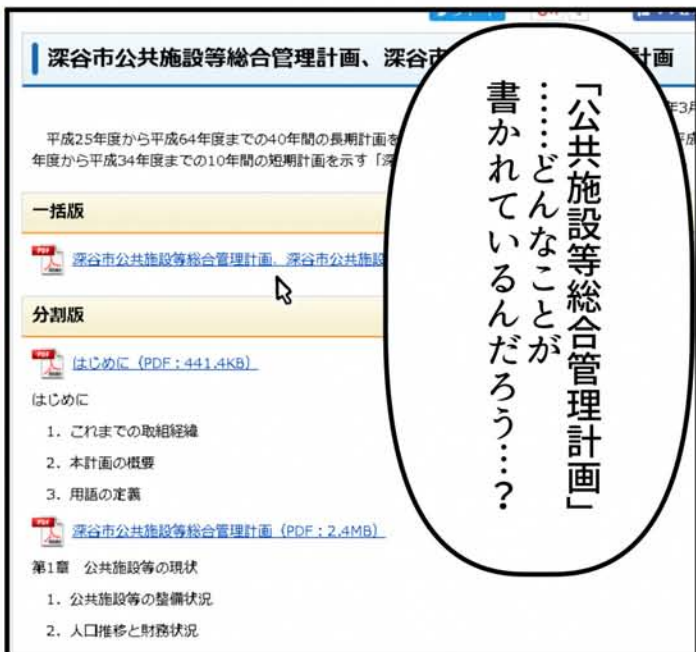 深谷市公共施設等総合管理計画、深谷市
計画
年3月
平成25年度から平成64年度までの40年間の長期計画を
年度から平成34年度までの10年間の短期計画を示す「深
一括版
深谷市公共施設等総合管理計画、深谷市公共施設
分割版
はじめに（PDF：441.4KB）
はじめに
1. これまでの取組経緯
2. 本計画の概要
3. 用語の定義
深谷市公共施設等総合管理計画（PDF：2.4MB）
第1章　公共施設等の現状
1. 公共施設等の整備状況
2. 人口推移と財務状況
「公共施設等総合管理計画」
……どんなことが
書かれているんだろう…？